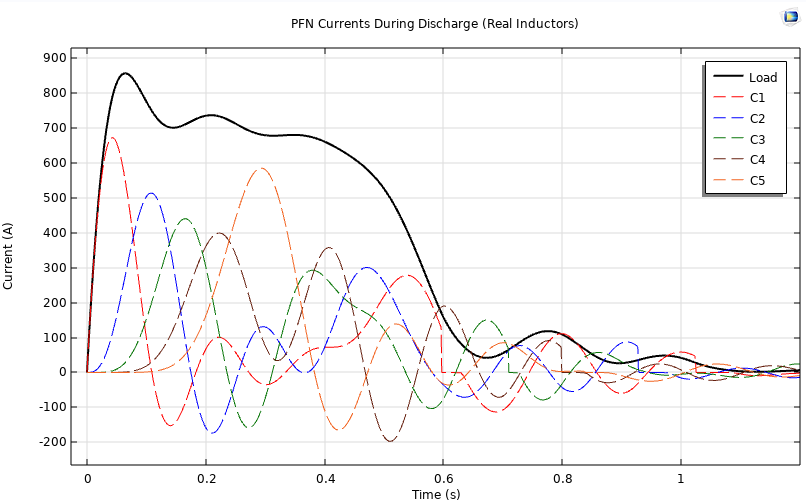 PFN Currents During Discharge (Real Inductors)
900
800
700
600
500
400
300
200
100
0
-100
-200
Current (A)
Load
C1
C2
C3
C4
C5
0 0.2 0.4 0.6 0.8 1
Time (s)